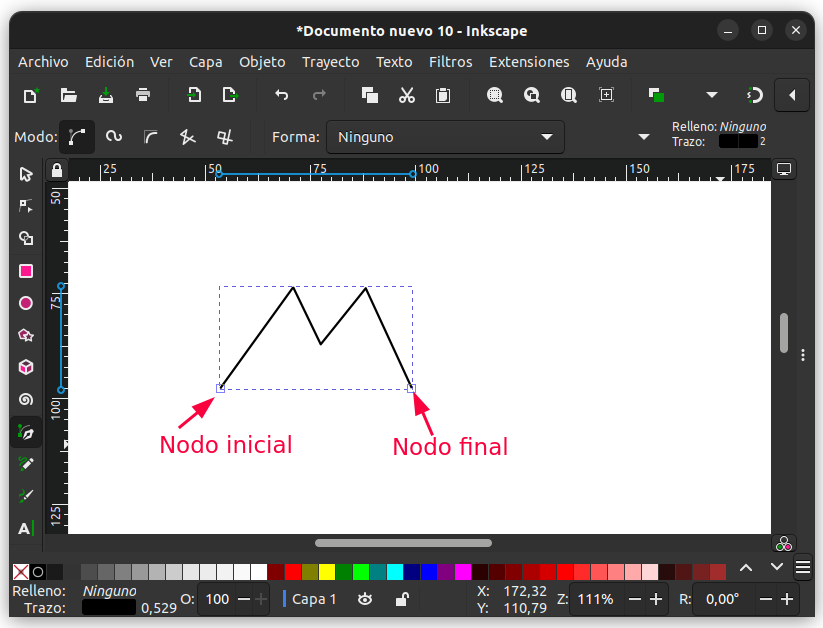 *Documento nuevo 10 - Inkscape
Archivo Edición Ver Capa Objeto Trayecto Texto Filtros Extensiones Ayuda
Modo: Forma: Ninguno
Relleno: Ninguno
Trazo: 2
25 50 75 100 125 150 175
50
75
100
125
Nodo inicial
Nodo final
A
Relleno: Ninguno
Trazo: 0,529
O: 100
Capa 1
X: 172,32
Y: 110,79
Z: 111%
R: 0,00°